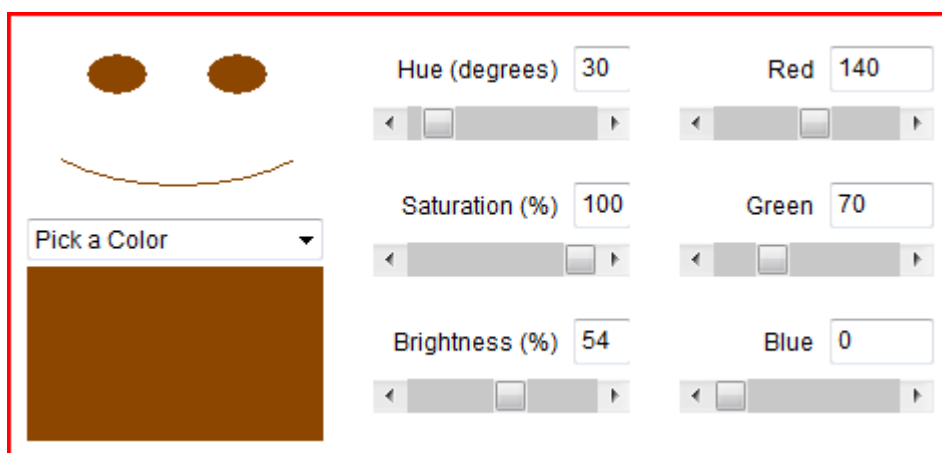 Hue (degrees) 30
Red 140
Saturation (%) 100
Green 70
Pick a Color
Brightness (%) 54
Blue 0